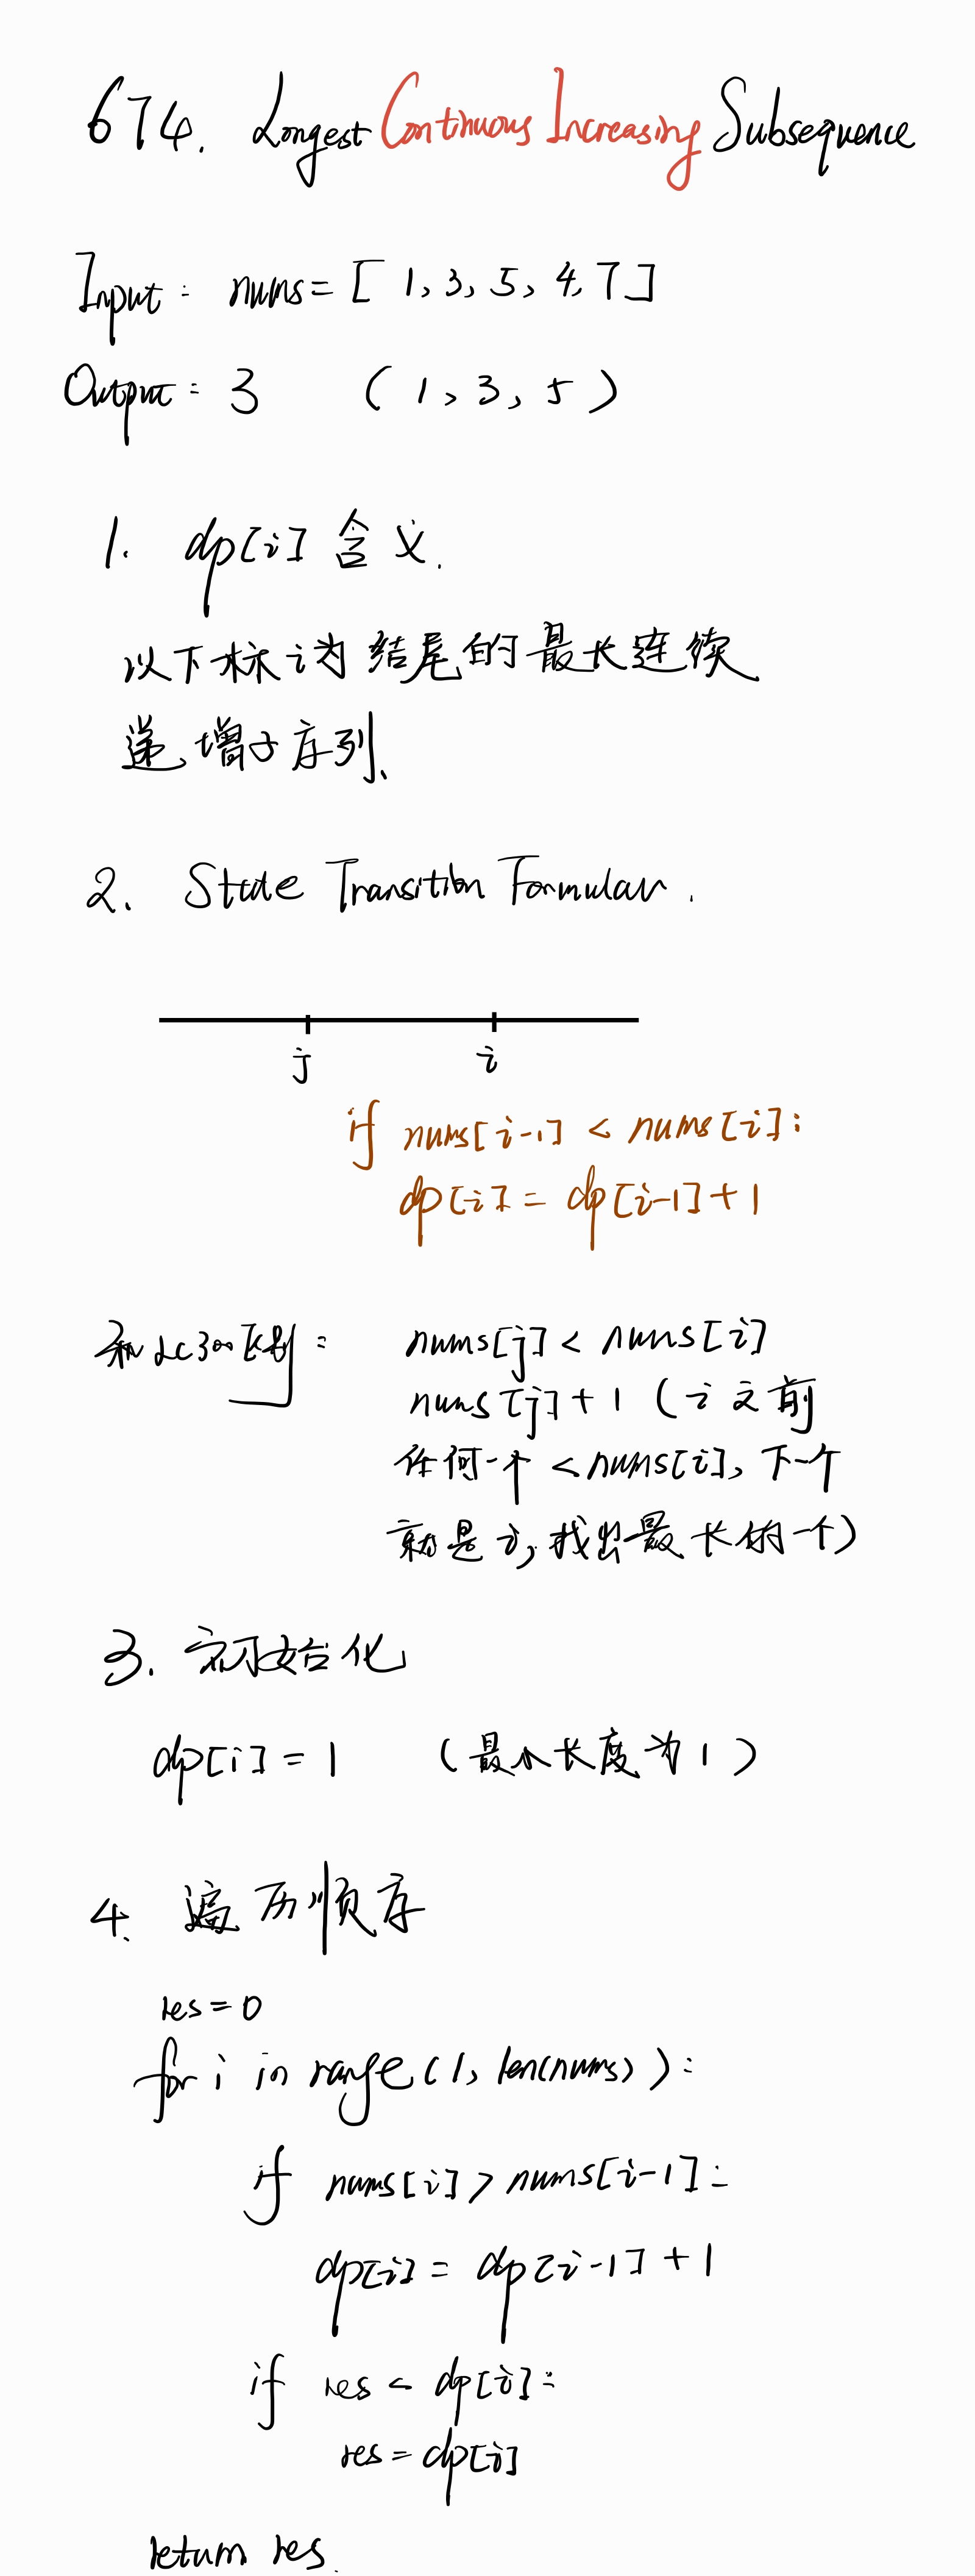 674. Longest Continuous Increasing Subsequence
Input: nums = [ 1, 3, 5, 4, 7 ]
Output: 3 ( 1, 3, 5 )
1. dp[i] 含义.
以下标 i 为 结尾的最长连续
递增子序列.
2. State Transition Formular.
j i
if nums[i-1] < nums[i]:
dp[i] = dp[i-1] + 1
和 LC300 区别: nums[j] < nums[i]
nums[j] + 1 (i 之前
任何一个 < nums[i], 下一个
就是 i, 找出最长的一个)
3. 初始化
dp[i] = 1 (最小长度为 1)
4. 遍历顺序
res = 0
for i in range(1, len(nums)):
if nums[i] > nums[i-1]:
dp[i] = dp[i-1] + 1
if res < dp[i]:
res = dp[i]
return res.